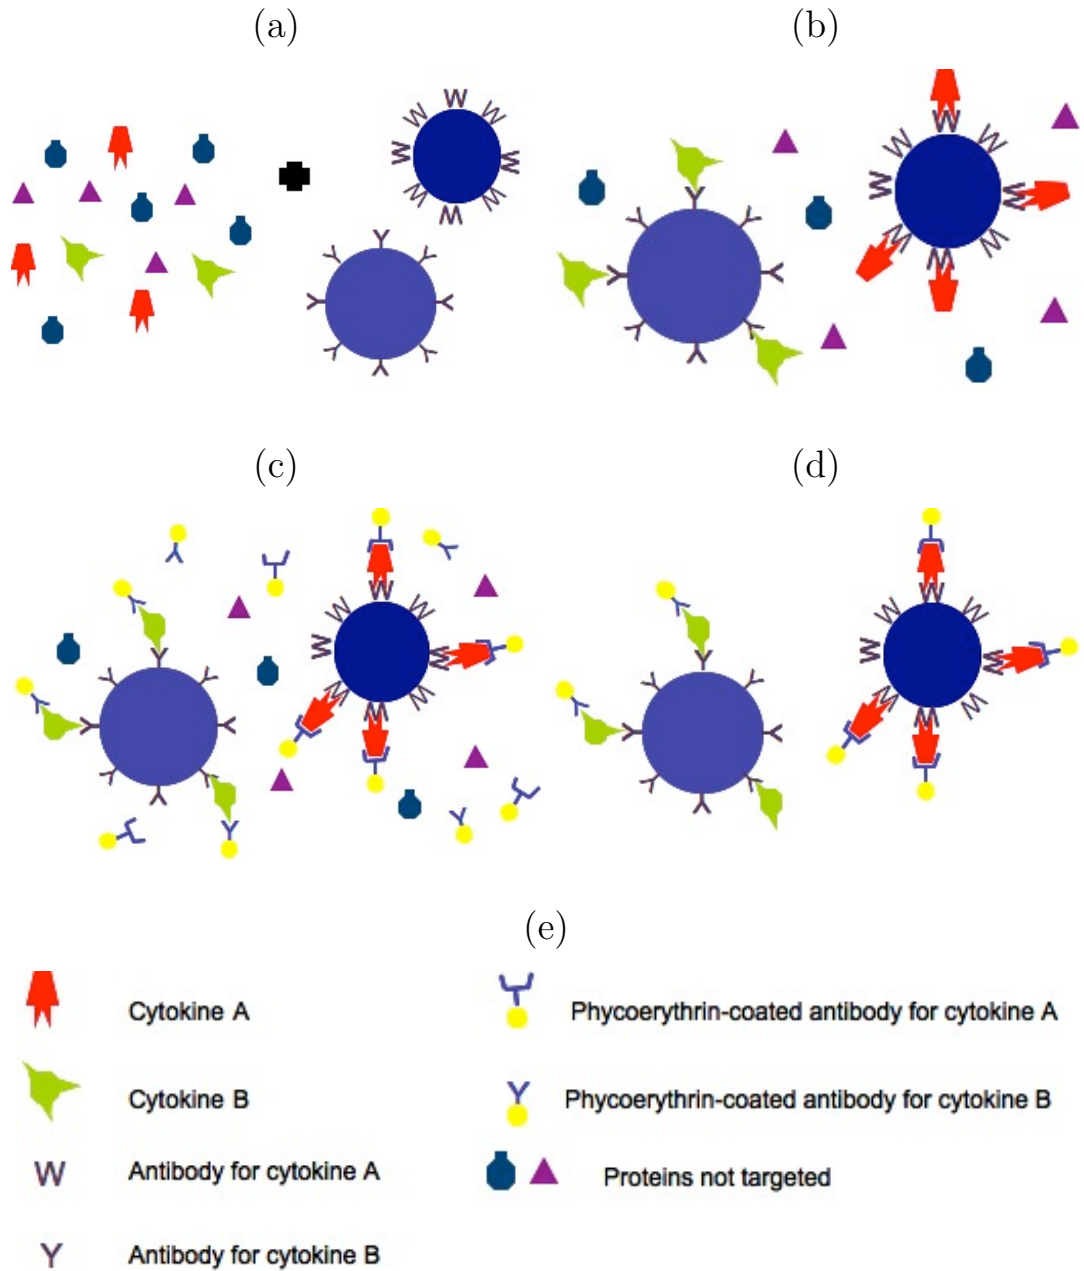 (a)
(b)
(c)
(d)
(e)
Cytokine A
Phycoerythrin-coated antibody for cytokine A
Cytokine B
Phycoerythrin-coated antibody for cytokine B
Antibody for cytokine A
Proteins not targeted
Antibody for cytokine B